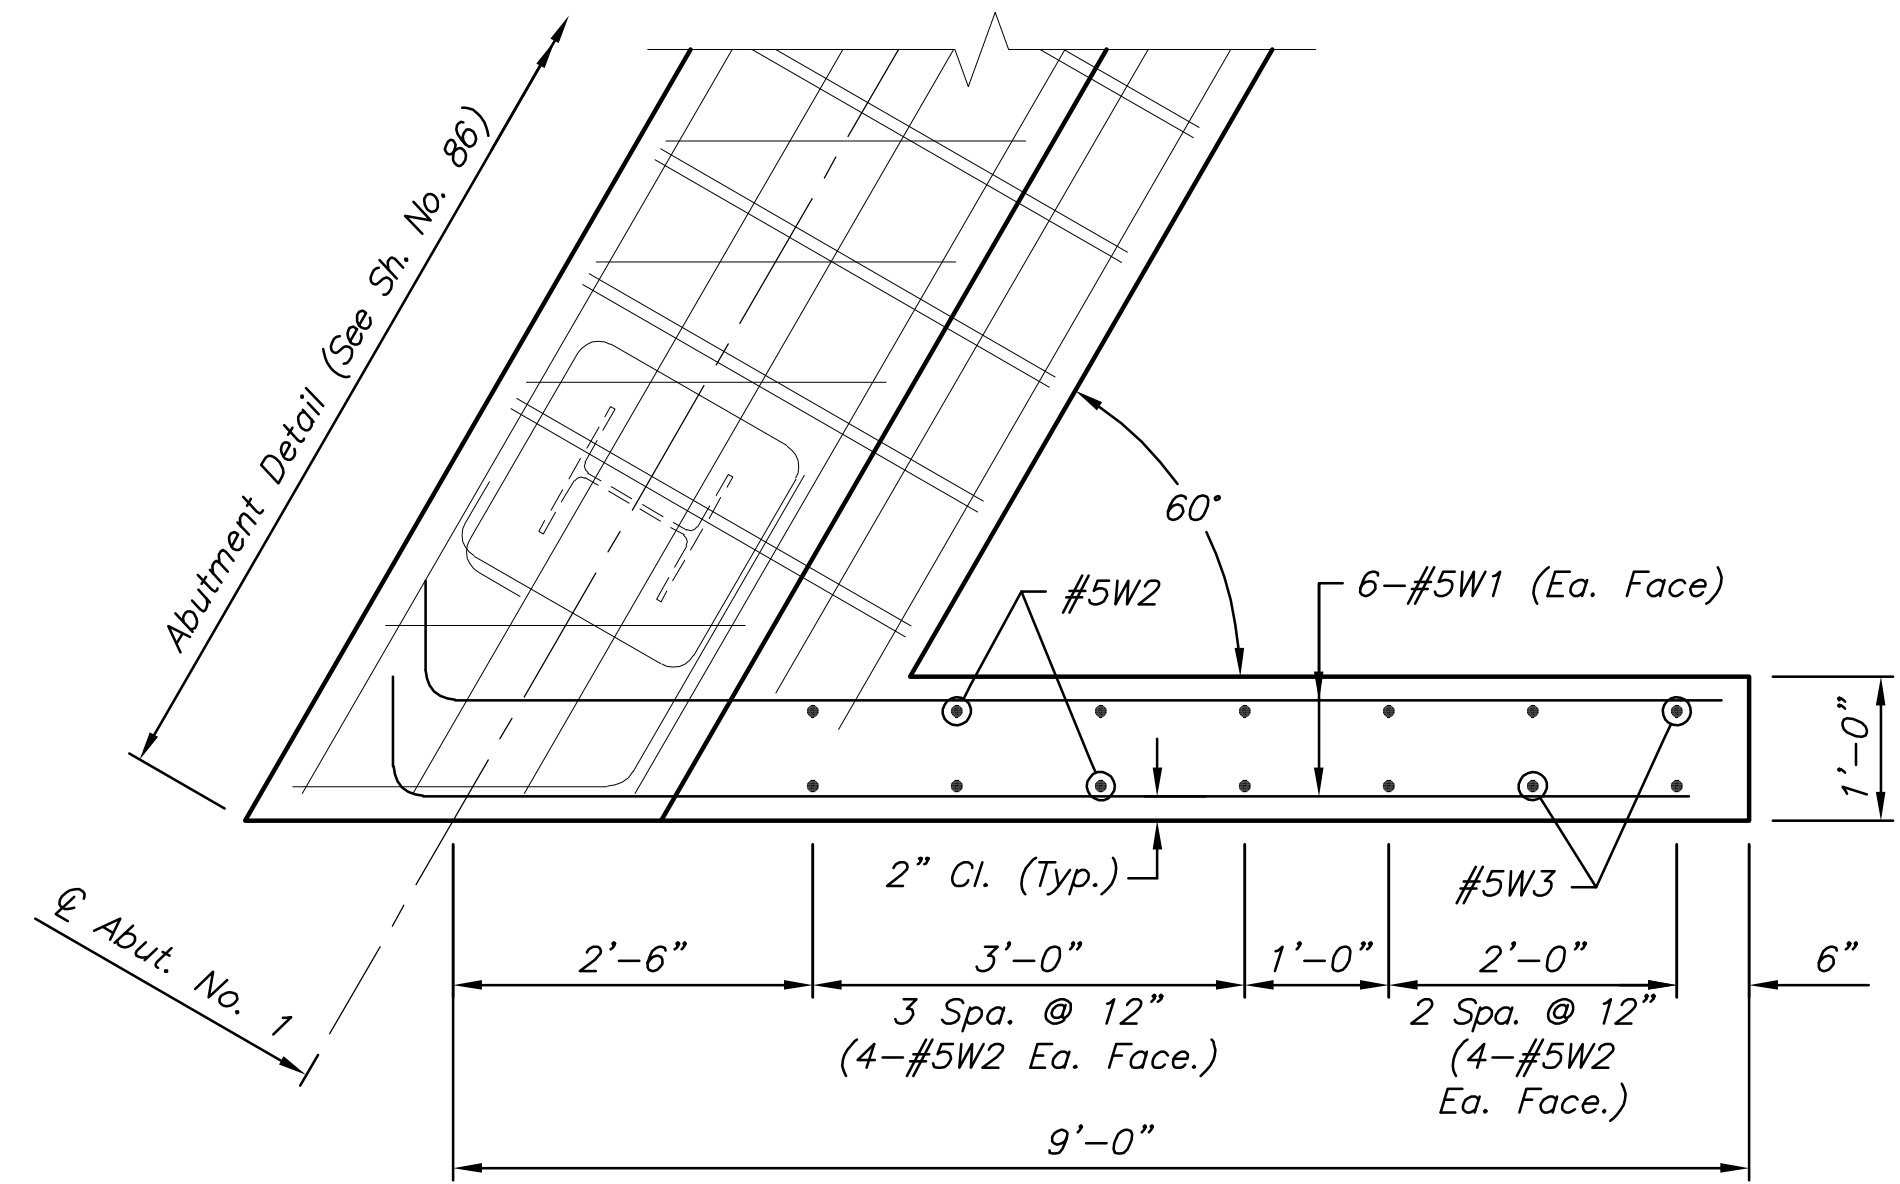 Abutment Detail (See Sh. No. 86)
60°
#5W2
6-#5W1 (Ea. Face)
1'-0"
2" Cl. (Typ.)
#5W3
℄ Abut. No. 1
2'-6"
3'-0"
1'-0"
2'-0"
6"
3 Spa. @ 12"
(4-#5W2 Ea. Face.)
2 Spa. @ 12"
(4-#5W2
Ea. Face.)
9'-0"